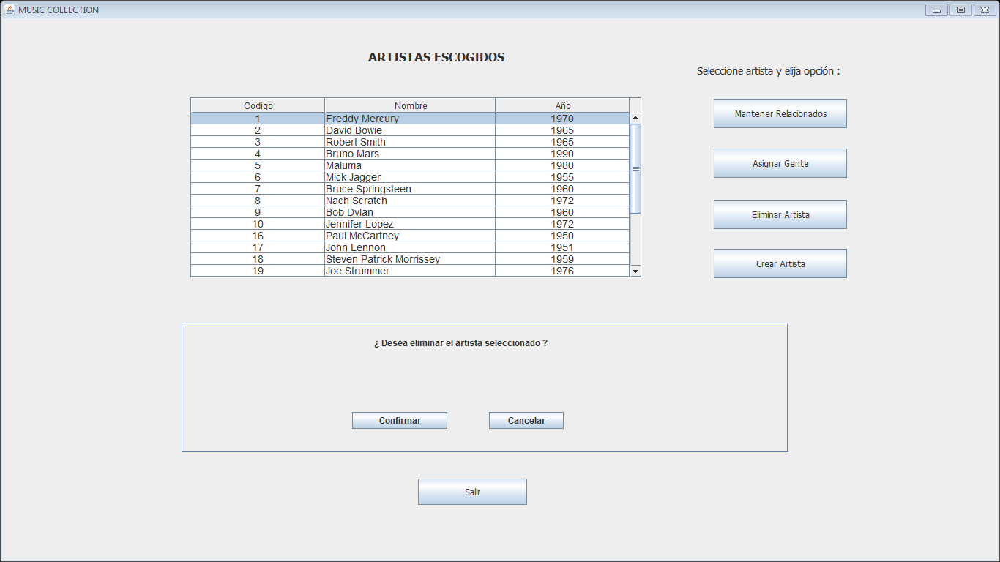 MUSIC COLLECTION
ARTISTAS ESCOGIDOS
Seleccione artista y elija opción :
Codigo Nombre Año
1 Freddy Mercury 1970
2 David Bowie 1965
3 Robert Smith 1965
4 Bruno Mars 1990
5 Maluma 1980
6 Mick Jagger 1955
7 Bruce Springsteen 1960
8 Nach Scratch 1972
9 Bob Dylan 1960
10 Jennifer Lopez 1972
16 Paul McCartney 1950
17 John Lennon 1951
18 Steven Patrick Morrissey 1959
19 Joe Strummer 1976
Mantener Relacionados
Asignar Gente
Eliminar Artista
Crear Artista
¿ Desea eliminar el artista seleccionado ?
Confirmar Cancelar
Salir